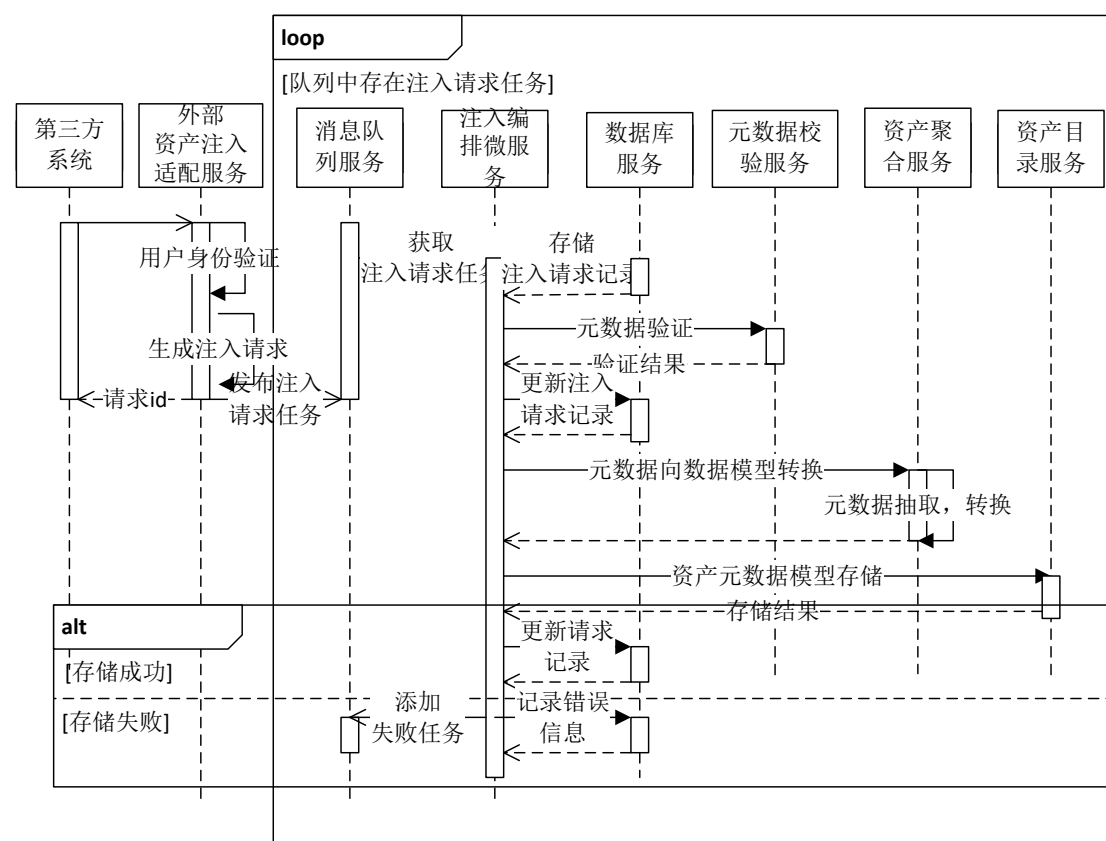 loop
[队列中存在注入请求任务]
第三方
系统
外部
资产注入
适配服务
消息队
列服务
注入编
排微服
务
数据库
服务
元数据校
验服务
资产聚
合服务
资产目
录服务
用户身份验证
获取
注入请求任务
存储
注入请求记录
元数据验证
生成注入请求
验证结果
请求id
发布注入
请求任务
更新注入
请求记录
元数据向数据模型转换
元数据抽取，转换
资产元数据模型存储
存储结果
alt
[存储成功]
更新请求
记录
[存储失败]
添加
失败任务
记录错误
信息